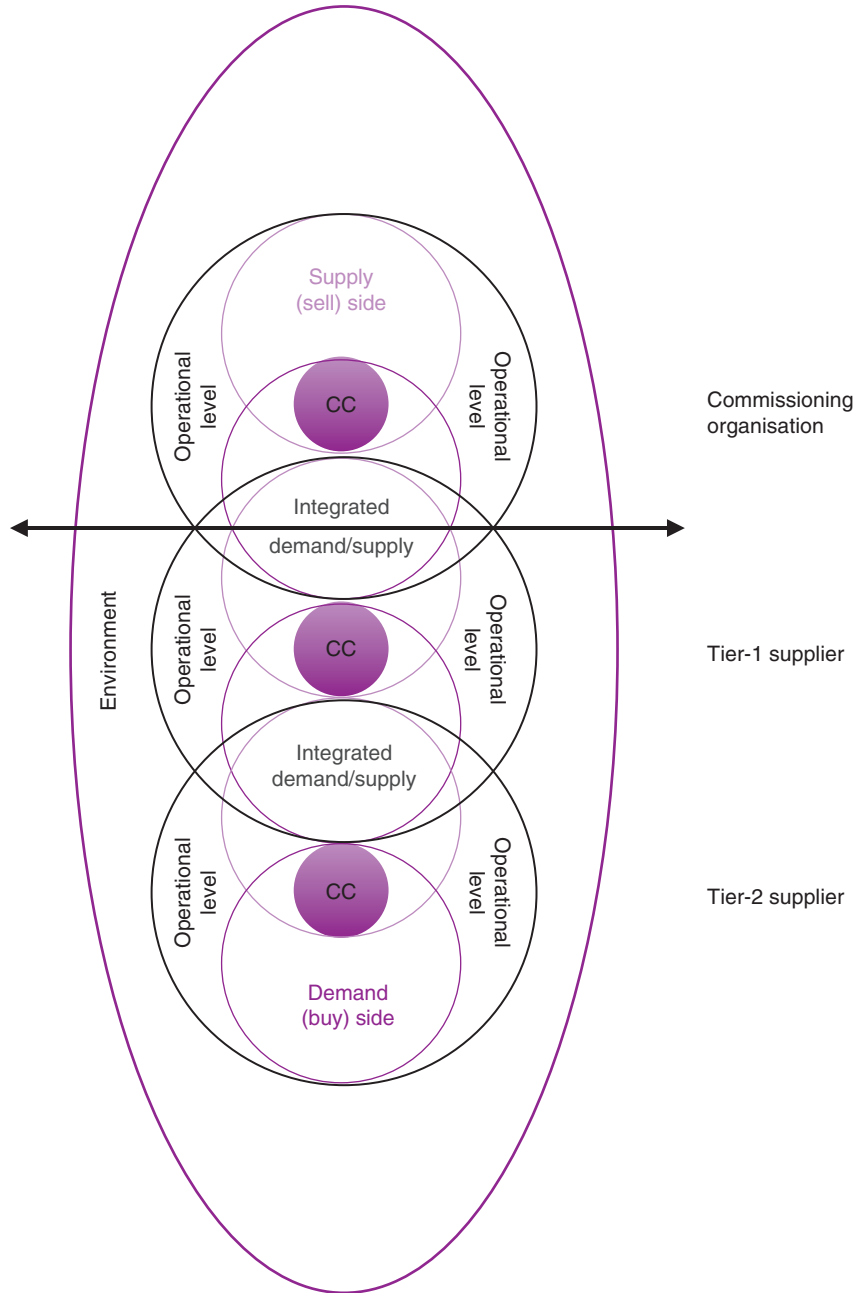 Supply
(sell) side
Operational
level
CC
Operational
level
Commissioning
organisation
Integrated
demand/supply
Environment
Operational
level
CC
Operational
level
Tier-1 supplier
Integrated
demand/supply
Operational
level
CC
Operational
level
Tier-2 supplier
Demand
(buy) side